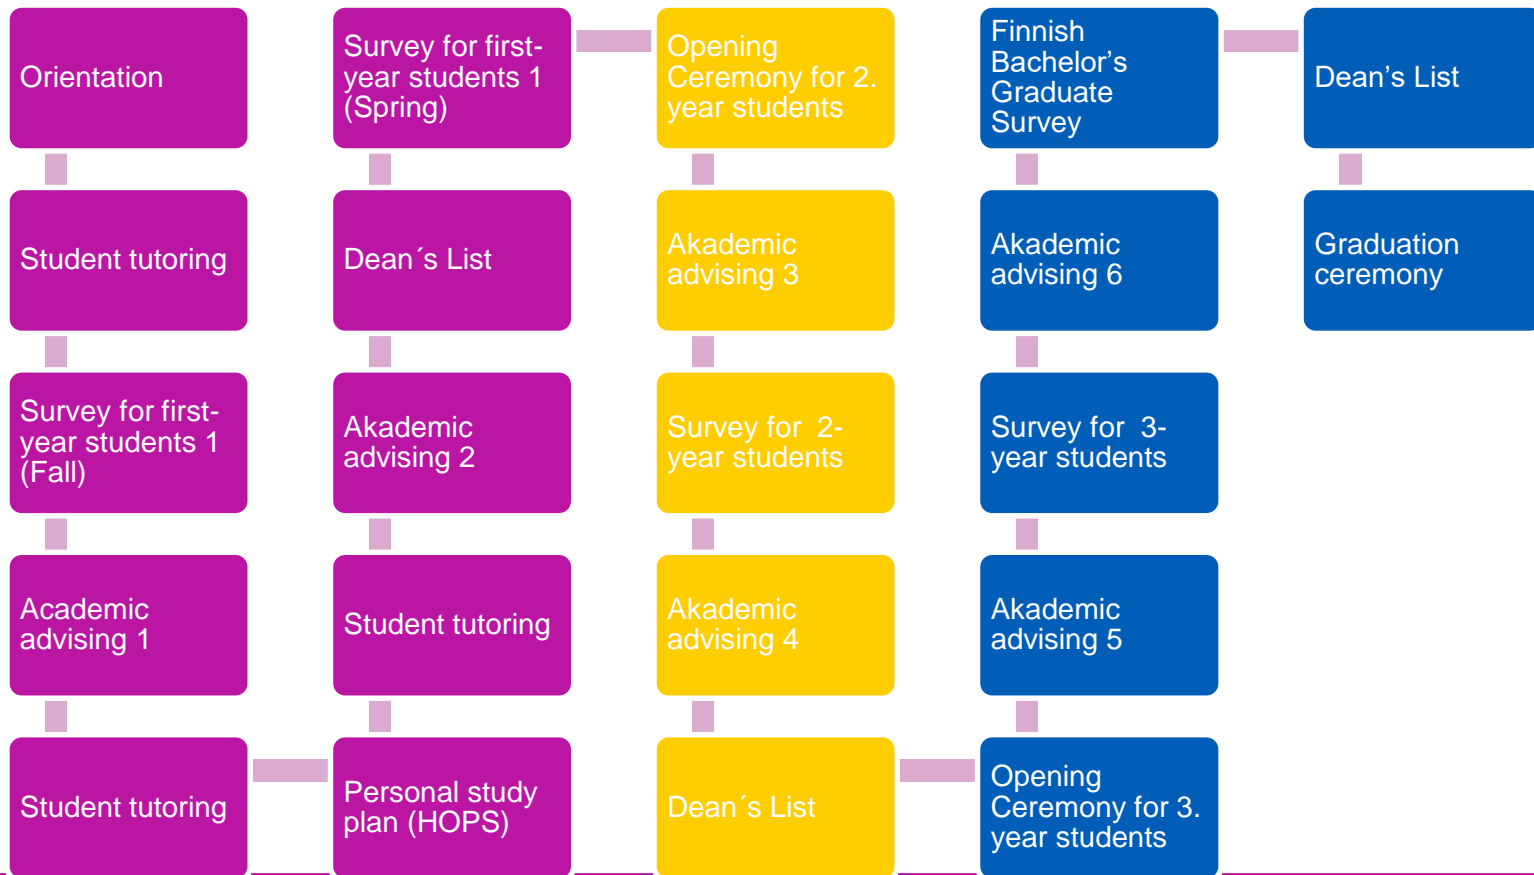 Orientation
Student tutoring
Survey for first-
year students 1
(Fall)
Academic
advising 1
Student tutoring
Personal study
plan (HOPS)
Student tutoring
Akademic
advising 2
Dean´s List
Survey for first-
year students 1
(Spring)
Opening
Ceremony for 2.
year students
Akademic
advising 3
Survey for  2-
year students
Akademic
advising 4
Dean´s List
Opening
Ceremony for 3.
year students
Akademic
advising 5
Survey for  3-
year students
Akademic
advising 6
Finnish
Bachelor’s
Graduate
Survey
Dean’s List
Graduation
ceremony